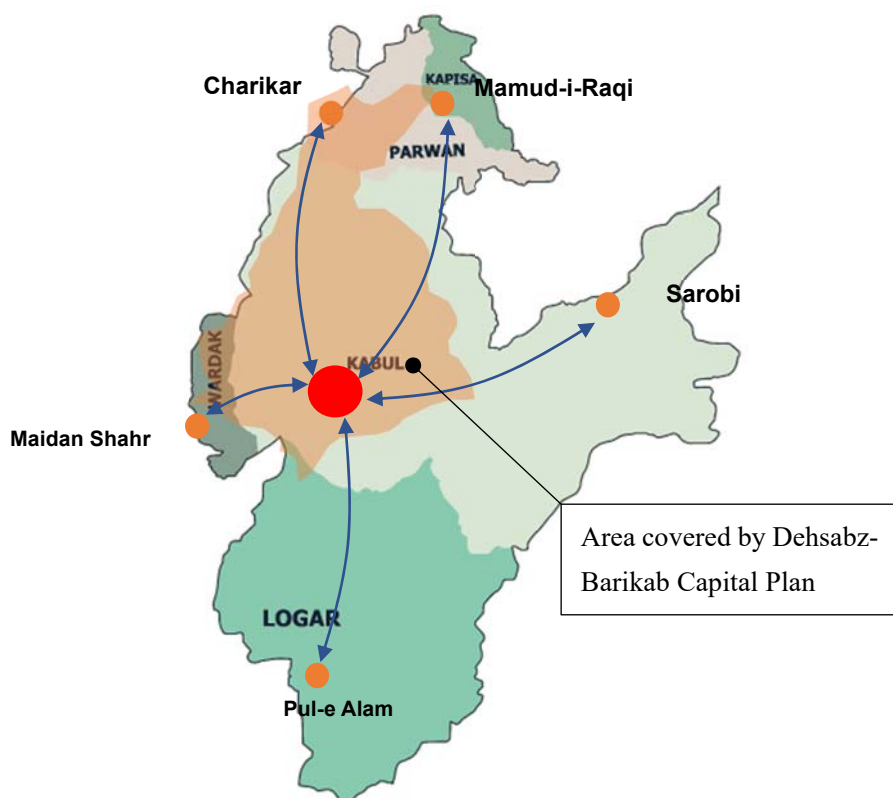 KAPISA
Charikar
Mamud-i-Raqi
PARWAN
Sarobi
WARDAK
KABUL
Maidan Shahr
Area covered by Dehsabz-
Barikab Capital Plan
LOGAR
Pul-e Alam